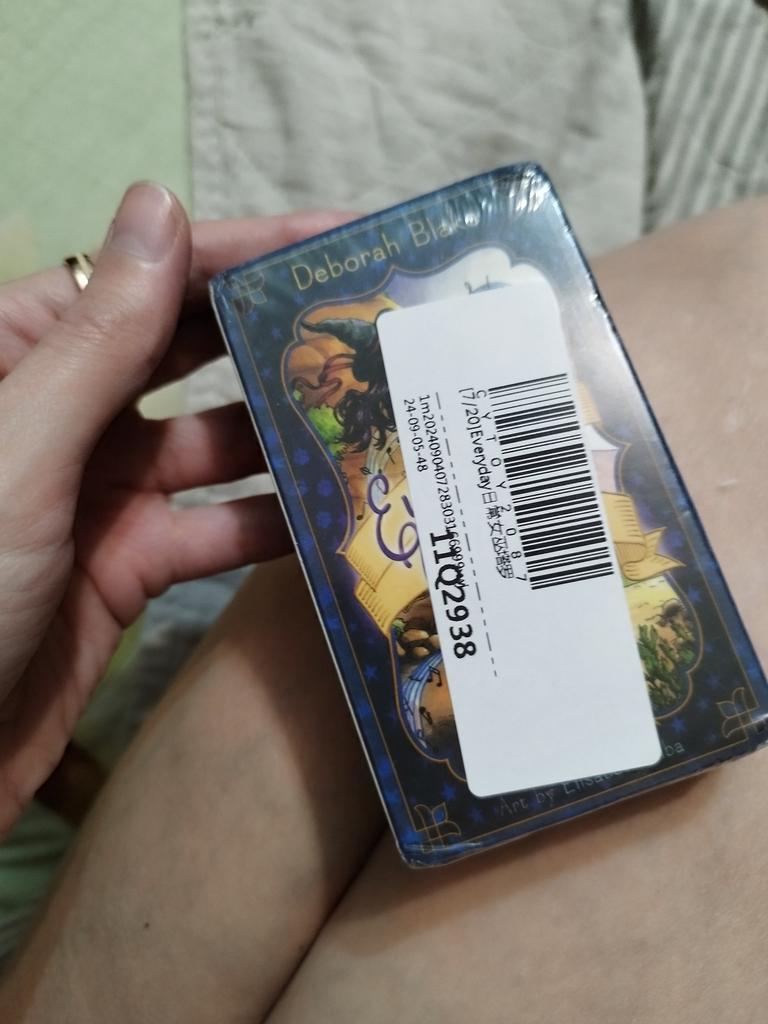 Deborah Blake
CYTOY2087
[7/20]Everyday日常女巫塔罗
11Q2938
24-09-05-48
Art by